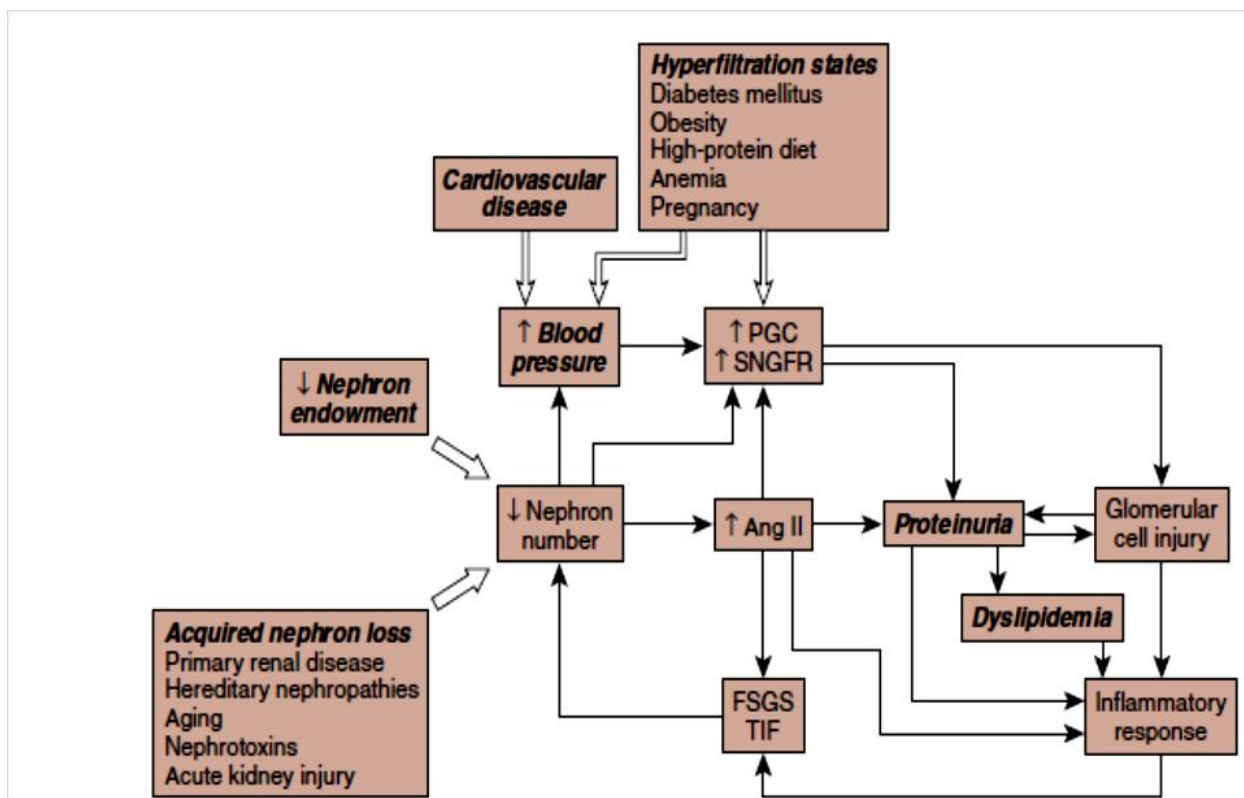 Hyperfiltration states
Diabetes mellitus
Obesity
High-protein diet
Anemia
Pregnancy
Cardiovascular
disease
↑ Blood
pressure
↑ PGC
↑ SNGFR
↓ Nephron
endowment
↓ Nephron
number
↑ Ang II
Proteinuria
Glomerular
cell injury
Dyslipidemia
Acquired nephron loss
Primary renal disease
Hereditary nephropathies
Aging
Nephrotoxins
Acute kidney injury
FSGS
TIF
Inflammatory
response